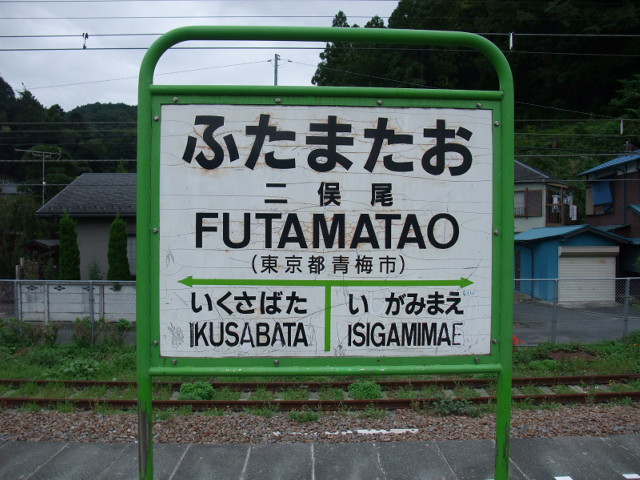 ふたまたお
二俣尾
FUTAMATAO
(東京都青梅市)
いくさばた いがみまえ
IKUSABATA ISIGAMIMAE